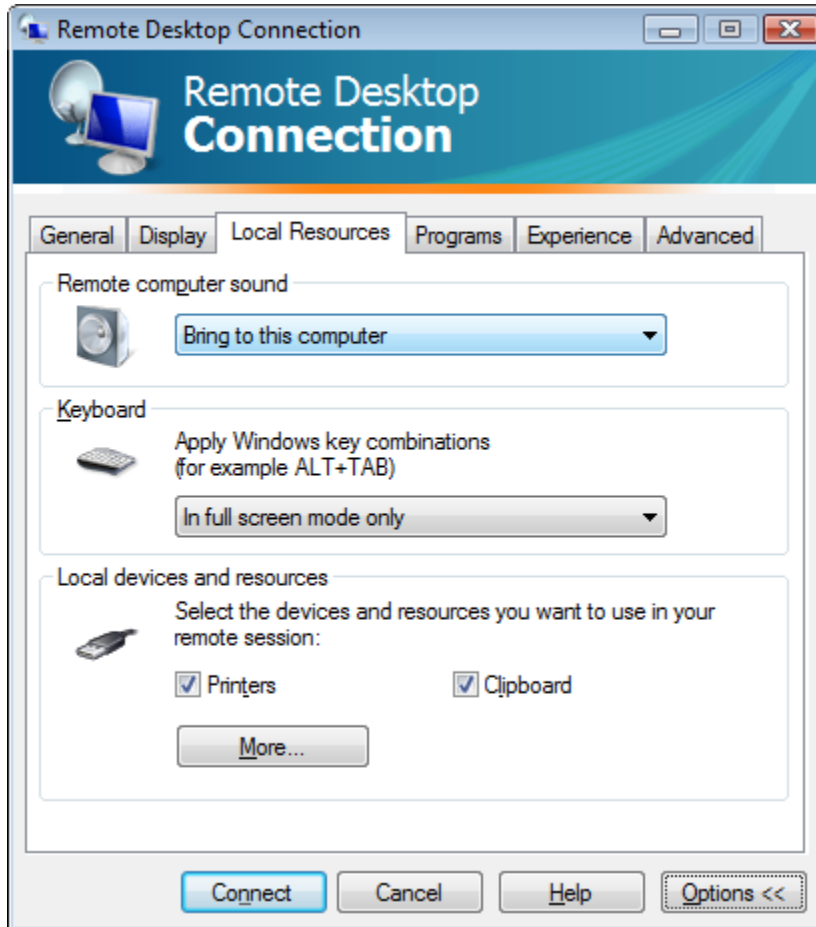 Remote Desktop Connection
Remote Desktop
Connection
General Display Local Resources Programs Experience Advanced
Remote computer sound
Bring to this computer
Keyboard
Apply Windows key combinations
(for example ALT+TAB)
In full screen mode only
Local devices and resources
Select the devices and resources you want to use in your
remote session:
Printers Clipboard
More...
Connect Cancel Help Options <<